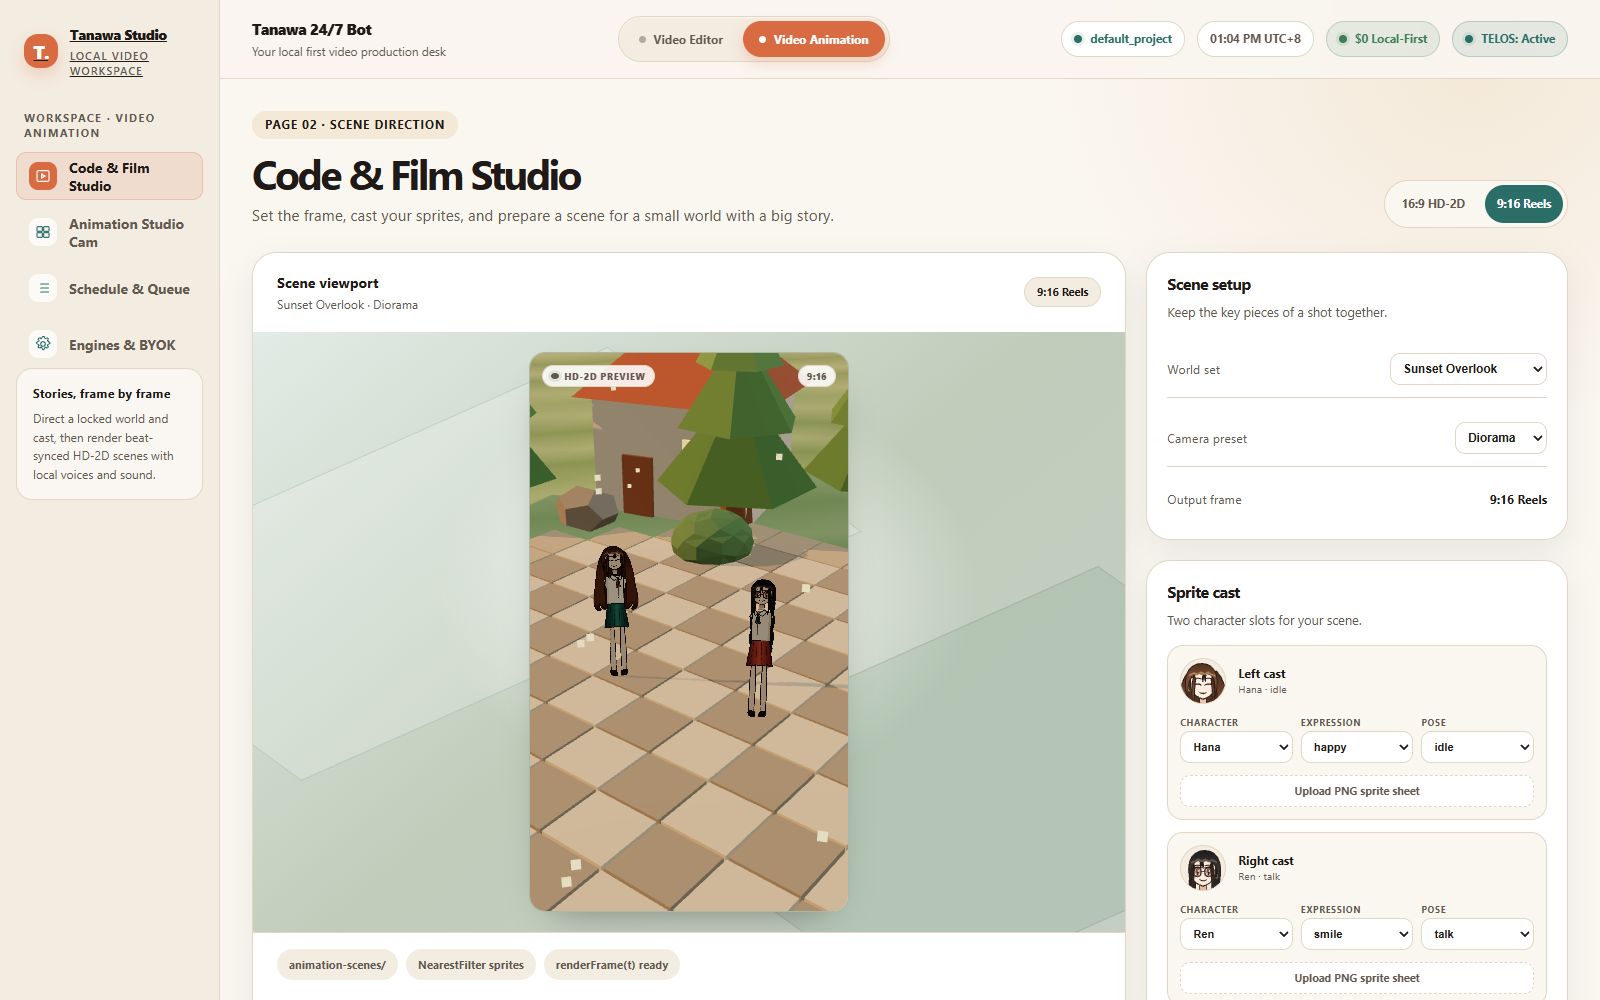 T.
Tanawa Studio
LOCAL VIDEO
WORKSPACE
WORKSPACE · VIDEO
ANIMATION
Code & Film
Studio
Animation Studio
Cam
Schedule & Queue
Engines & BYOK
Stories, frame by frame
Direct a locked world and
cast, then render beat-
synced HD-2D scenes with
local voices and sound.
Tanawa 24/7 Bot
Your local first video production desk
Video Editor
Video Animation
default_project
01:04 PM UTC+8
$0 Local-First
TELOS: Active
PAGE 02 · SCENE DIRECTION
Code & Film Studio
Set the frame, cast your sprites, and prepare a scene for a small world with a big story.
16:9 HD-2D
9:16 Reels
Scene viewport
Sunset Overlook · Diorama
9:16 Reels
HD-2D PREVIEW
9:16
animation-scenes/
NearestFilter sprites
renderFrame(t) ready
Scene setup
Keep the key pieces of a shot together.
World set
Sunset Overlook
Camera preset
Diorama
Output frame
9:16 Reels
Sprite cast
Two character slots for your scene.
Left cast
Hana · idle
CHARACTER
EXPRESSION
POSE
Hana
happy
idle
Upload PNG sprite sheet
Right cast
Ren · talk
CHARACTER
EXPRESSION
POSE
Ren
smile
talk
Upload PNG sprite sheet